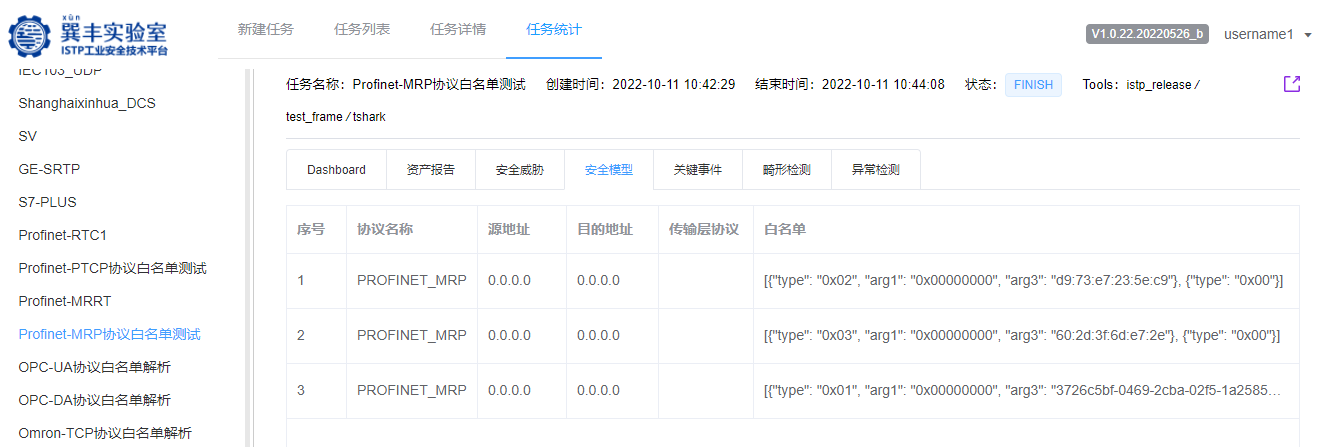 xùn
巽丰实验室
ISTP工业安全技术平台
新建任务 任务列表 任务详情 任务统计
V1.0.22.20220526_b username1
IEC103_UDP
Shanghaixinhua_DCS
SV
GE-SRTP
S7-PLUS
Profinet-RTC1
Profinet-PTCP协议白名单测试
Profinet-MRRT
Profinet-MRP协议白名单测试
OPC-UA协议白名单解析
OPC-DA协议白名单解析
Omron-TCP协议白名单解析
任务名称：Profinet-MRP协议白名单测试 创建时间：2022-10-11 10:42:29 结束时间：2022-10-11 10:44:08 状态： FINISH Tools：istp_release /
test_frame / tshark
Dashboard 资产报告 安全威胁 安全模型 关键事件 畸形检测 异常检测
序号 协议名称 源地址 目的地址 传输层协议 白名单
1 PROFINET_MRP 0.0.0.0 0.0.0.0 [{"type": "0x02", "arg1": "0x00000000", "arg3": "d9:73:e7:23:5e:c9"}, {"type": "0x00"}]
2 PROFINET_MRP 0.0.0.0 0.0.0.0 [{"type": "0x03", "arg1": "0x00000000", "arg3": "60:2d:3f:6d:e7:2e"}, {"type": "0x00"}]
3 PROFINET_MRP 0.0.0.0 0.0.0.0 [{"type": "0x01", "arg1": "0x00000000", "arg3": "3726c5bf-0469-2cba-02f5-1a2585...